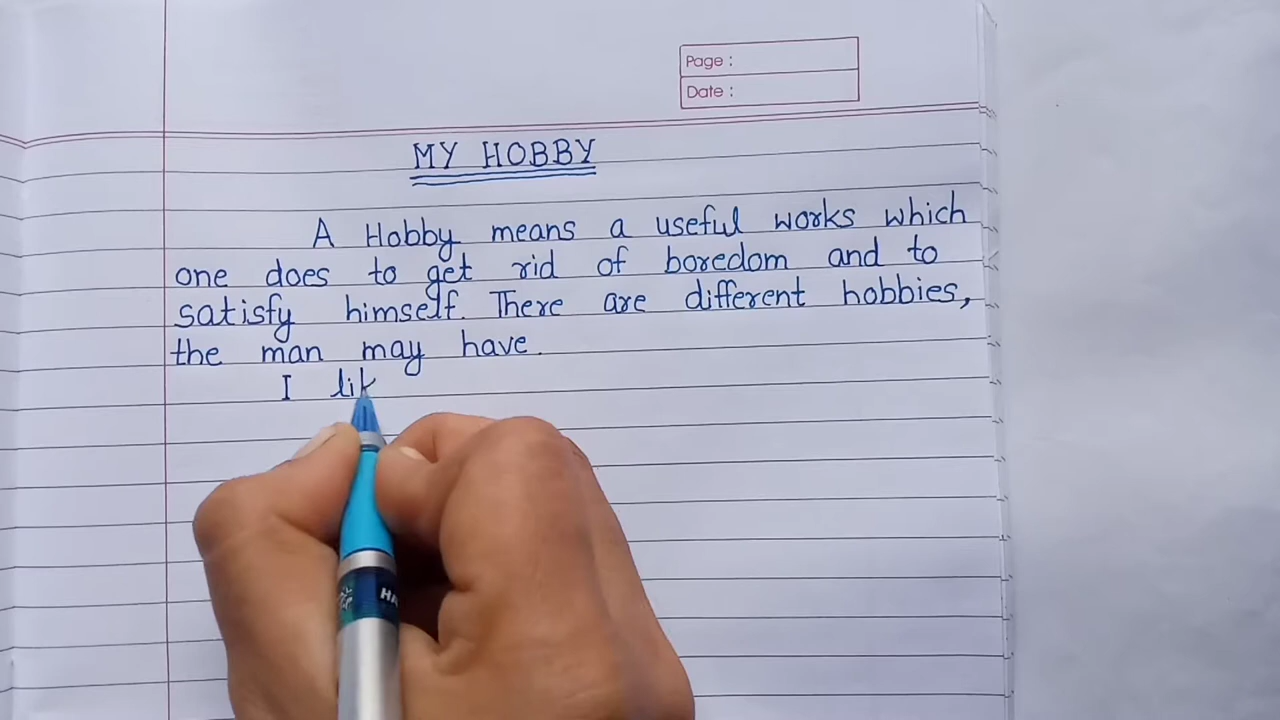 Page :
Date :
MY HOBBY
A Hobby means a useful works which
one does to get rid of boredom and to
satisfy himself. There are different hobbies,
the man may have.
I lik